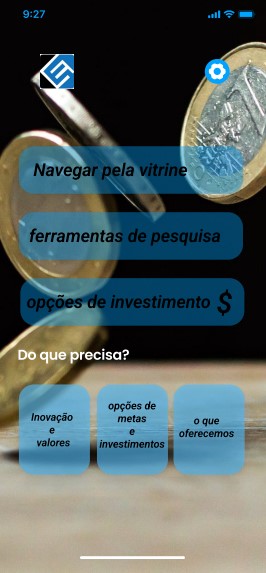 9:27
Navegar pela vitrine
ferramentas de pesquisa
opções de investimento $
Do que precisa?
Inovação
e
valores
opções de
metas
e
investimentos
o que
oferecemos